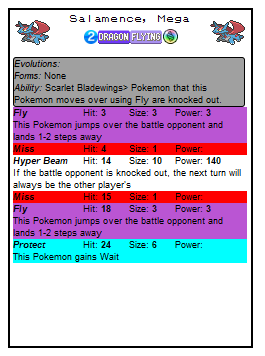 Salamence, Mega
2 DRAGON FLYING
Evolutions:
Forms: None
Ability: Scarlet Bladewings> Pokemon that this
Pokemon moves over using Fly are knocked out.
Fly Hit: 3 Size: 3 Power: 3
This Pokemon jumps over the battle opponent and
lands 1-2 steps away
Miss Hit: 4 Size: 1 Power:
Hyper Beam Hit: 14 Size: 10 Power: 140
If the battle opponent is knocked out, the next turn will
always be the other player's
Miss Hit: 15 Size: 1 Power:
Fly Hit: 18 Size: 3 Power: 3
This Pokemon jumps over the battle opponent and
lands 1-2 steps away
Protect Hit: 24 Size: 6 Power:
This Pokemon gains Wait